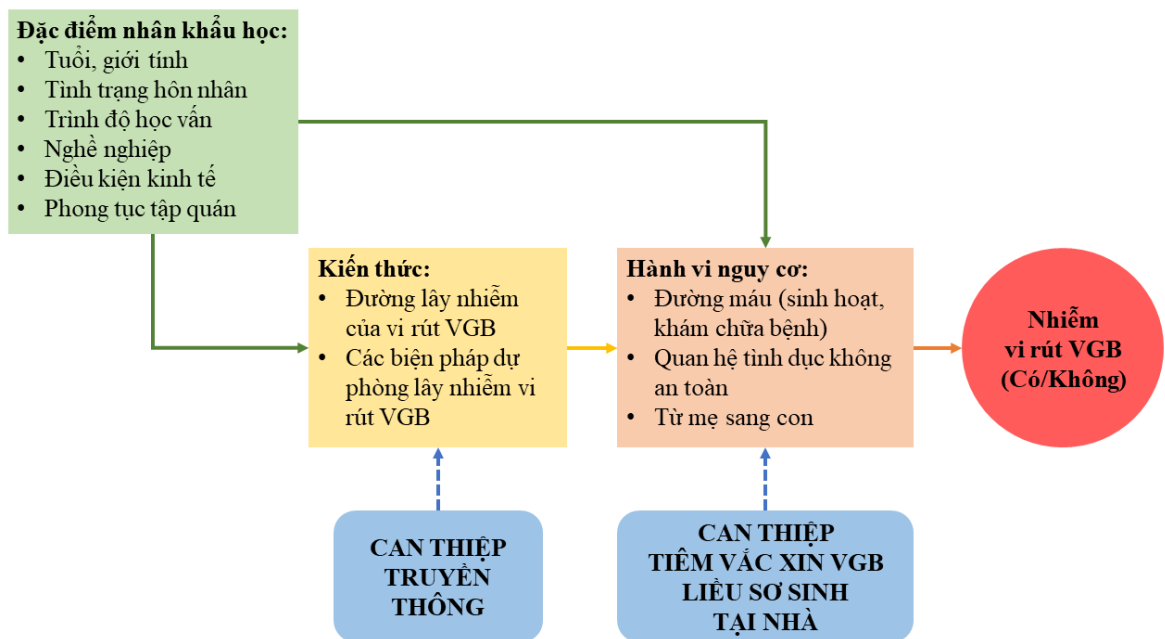 Đặc điểm nhân khẩu học:
• Tuổi, giới tính
• Tình trạng hôn nhân
• Trình độ học vấn
• Nghề nghiệp
• Điều kiện kinh tế
• Phong tục tập quán
Kiến thức:
• Đường lây nhiễm
của vi rút VGB
• Các biện pháp dự
phòng lây nhiễm vi
rút VGB
Hành vi nguy cơ:
• Đường máu (sinh hoạt,
khám chữa bệnh)
• Quan hệ tình dục không
an toàn
• Từ mẹ sang con
Nhiễm
vi rút VGB
(Có/Không)
CAN THIỆP
TRUYỀN
THÔNG
CAN THIỆP
TIÊM VẮC XIN VGB
LIỀU SƠ SINH
TẠI NHÀ